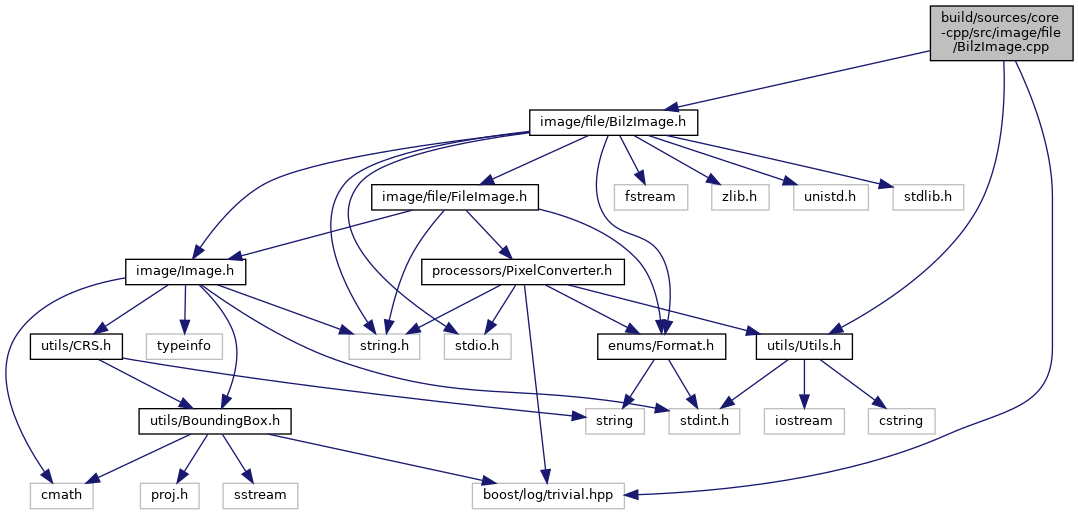 build/sources/core
-cpp/src/image/file
/BilzImage.cpp
image/file/BilzImage.h
image/file/FileImage.h
fstream
zlib.h
unistd.h
stdlib.h
image/Image.h
processors/PixelConverter.h
utils/CRS.h
typeinfo
string.h
stdio.h
enums/Format.h
utils/Utils.h
utils/BoundingBox.h
string
stdint.h
iostream
cstring
cmath
proj.h
sstream
boost/log/trivial.hpp